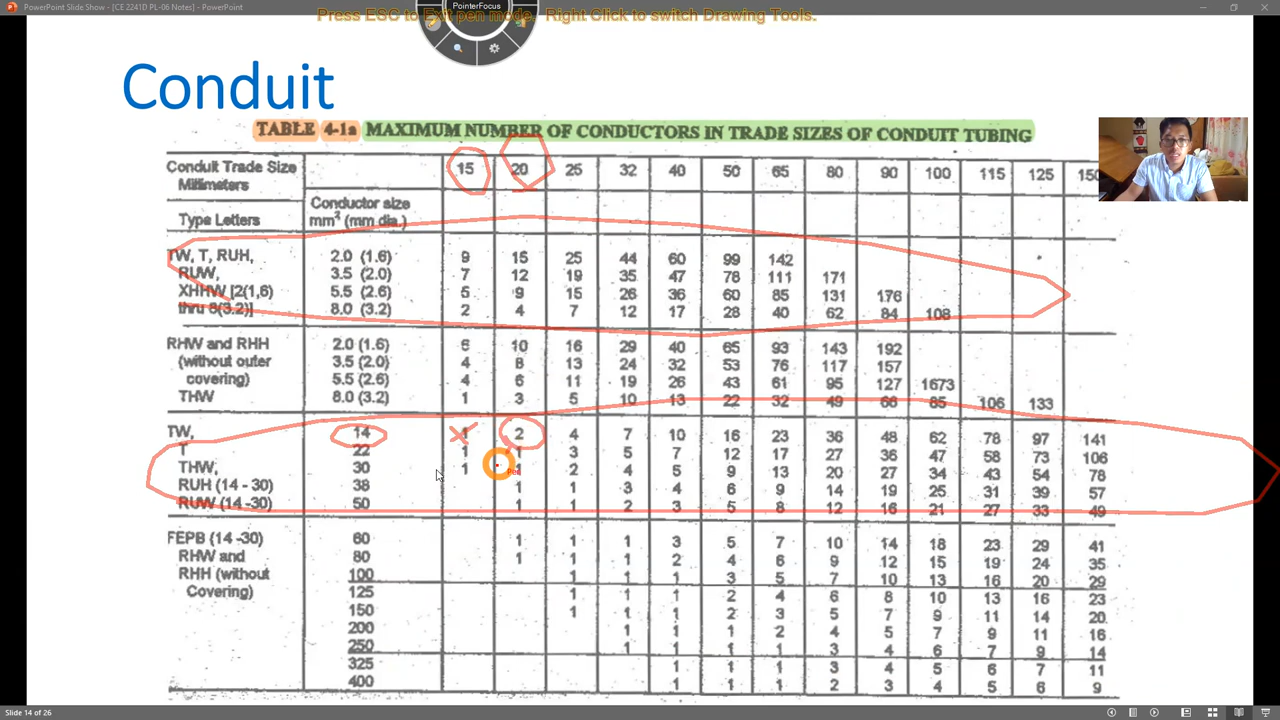 PowerPoint Slide Show - [CE 2241D PL-06 Notes] - PowerPoint
Press ESC to Exit pen mode. Right Click to switch Drawing Tools.
PointerFocus
Conduit
TABLE 4-1a MAXIMUM NUMBER OF CONDUCTORS IN TRADE SIZES OF CONDUIT TUBING
Conduit Trade Size 15 20 25 32 40 50 65 80 90 100 115 125 150
Millimeters
Type Letters Conductor size
mm² (mm dia.)
TW, T, RUH, 2.0 (1.6) 9 15 25 44 60 99 142
RUW, 3.5 (2.0) 7 12 19 35 47 78 111 171
XHHW [2(1,6) 5.5 (2.6) 5 9 15 26 36 60 85 131 176
thru 8(3.2)] 8.0 (3.2) 2 4 7 12 17 28 40 62 84 108
RHW and RHH 2.0 (1.6) 6 10 16 29 40 65 93 143 192
(without outer 3.5 (2.0) 4 8 13 24 32 53 76 117 157
covering) 5.5 (2.6) 4 6 11 19 26 43 61 95 127 1673
THW 8.0 (3.2) 1 3 5 10 13 22 32 49 66 85 106 133
TW, 14 1 2 4 7 10 16 23 36 48 62 78 97 141
T 22 1 1 3 5 7 12 17 27 36 47 58 73 106
THW, 30 1 1 2 4 5 9 13 20 27 34 43 54 78
RUH (14 - 30) 38 1 1 3 4 6 9 14 19 25 31 39 57
RUW (14 -30) 50 1 1 2 3 5 8 12 16 21 27 33 49
FEPB (14 -30) 60 1 1 1 3 5 7 10 14 18 23 29 41
RHW and 80 1 1 1 2 4 6 9 12 15 19 24 35
RHH (without 100 1 1 1 3 5 7 10 13 16 20 29
Covering) 125 1 1 1 2 4 6 8 10 13 16 23
150 1 1 1 2 3 5 7 9 11 14 20
200 1 1 1 2 4 5 7 9 11 16
250 1 1 1 1 3 4 6 7 9 14
325 1 1 1 3 4 5 6 7 11
400 1 1 1 2 3 4 5 6 9
Pen
Slide 14 of 26